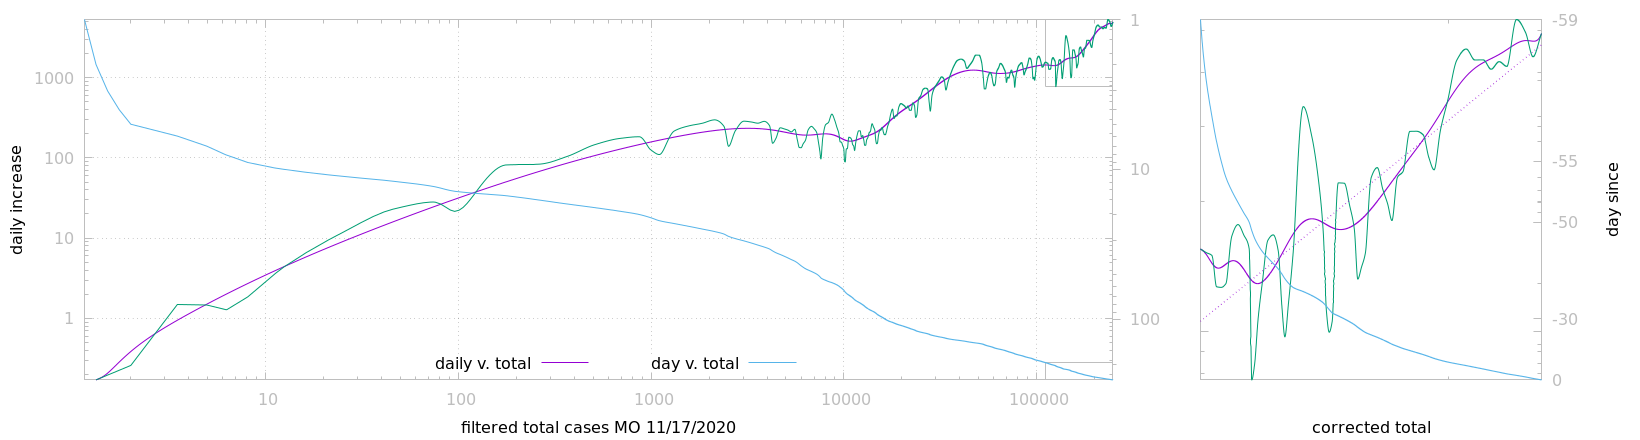 1000
100
10
1
daily increase
daily v. total
day v. total
10
100
1000
10000
100000
filtered total cases MO 11/17/2020
1
10
100
-59
-55
-50
-30
0
day since
corrected total